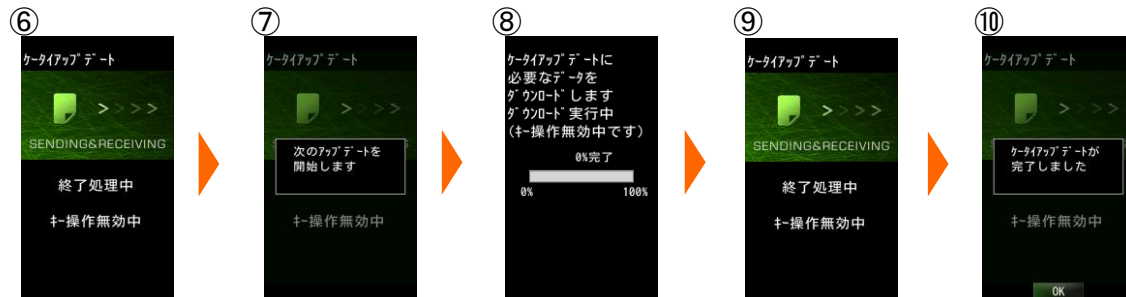 ⑥
ｹｰﾀｲｱｯﾌﾟﾃﾞｰﾄ
>>>>
SENDING&RECEIVING
終了処理中
ｷｰ操作無効中
⑦
ｹｰﾀｲｱｯﾌﾟﾃﾞｰﾄ
>>>>
次のｱｯﾌﾟﾃﾞｰﾄを
開始します
ｷｰ操作無効中
⑧
ｹｰﾀｲｱｯﾌﾟﾃﾞｰﾄに
必要なﾃﾞｰﾀを
ﾀﾞｳﾝﾛｰﾄﾞします
ﾀﾞｳﾝﾛｰﾄﾞ実行中
(ｷｰ操作無効中です)
0%完了
0% 100%
⑨
ｹｰﾀｲｱｯﾌﾟﾃﾞｰﾄ
>>>>
SENDING&RECEIVING
終了処理中
ｷｰ操作無効中
⑩
ｹｰﾀｲｱｯﾌﾟﾃﾞｰﾄ
>>>>
ｹｰﾀｲｱｯﾌﾟﾃﾞｰﾄが
完了しました
ｷｰ操作無効中
OK